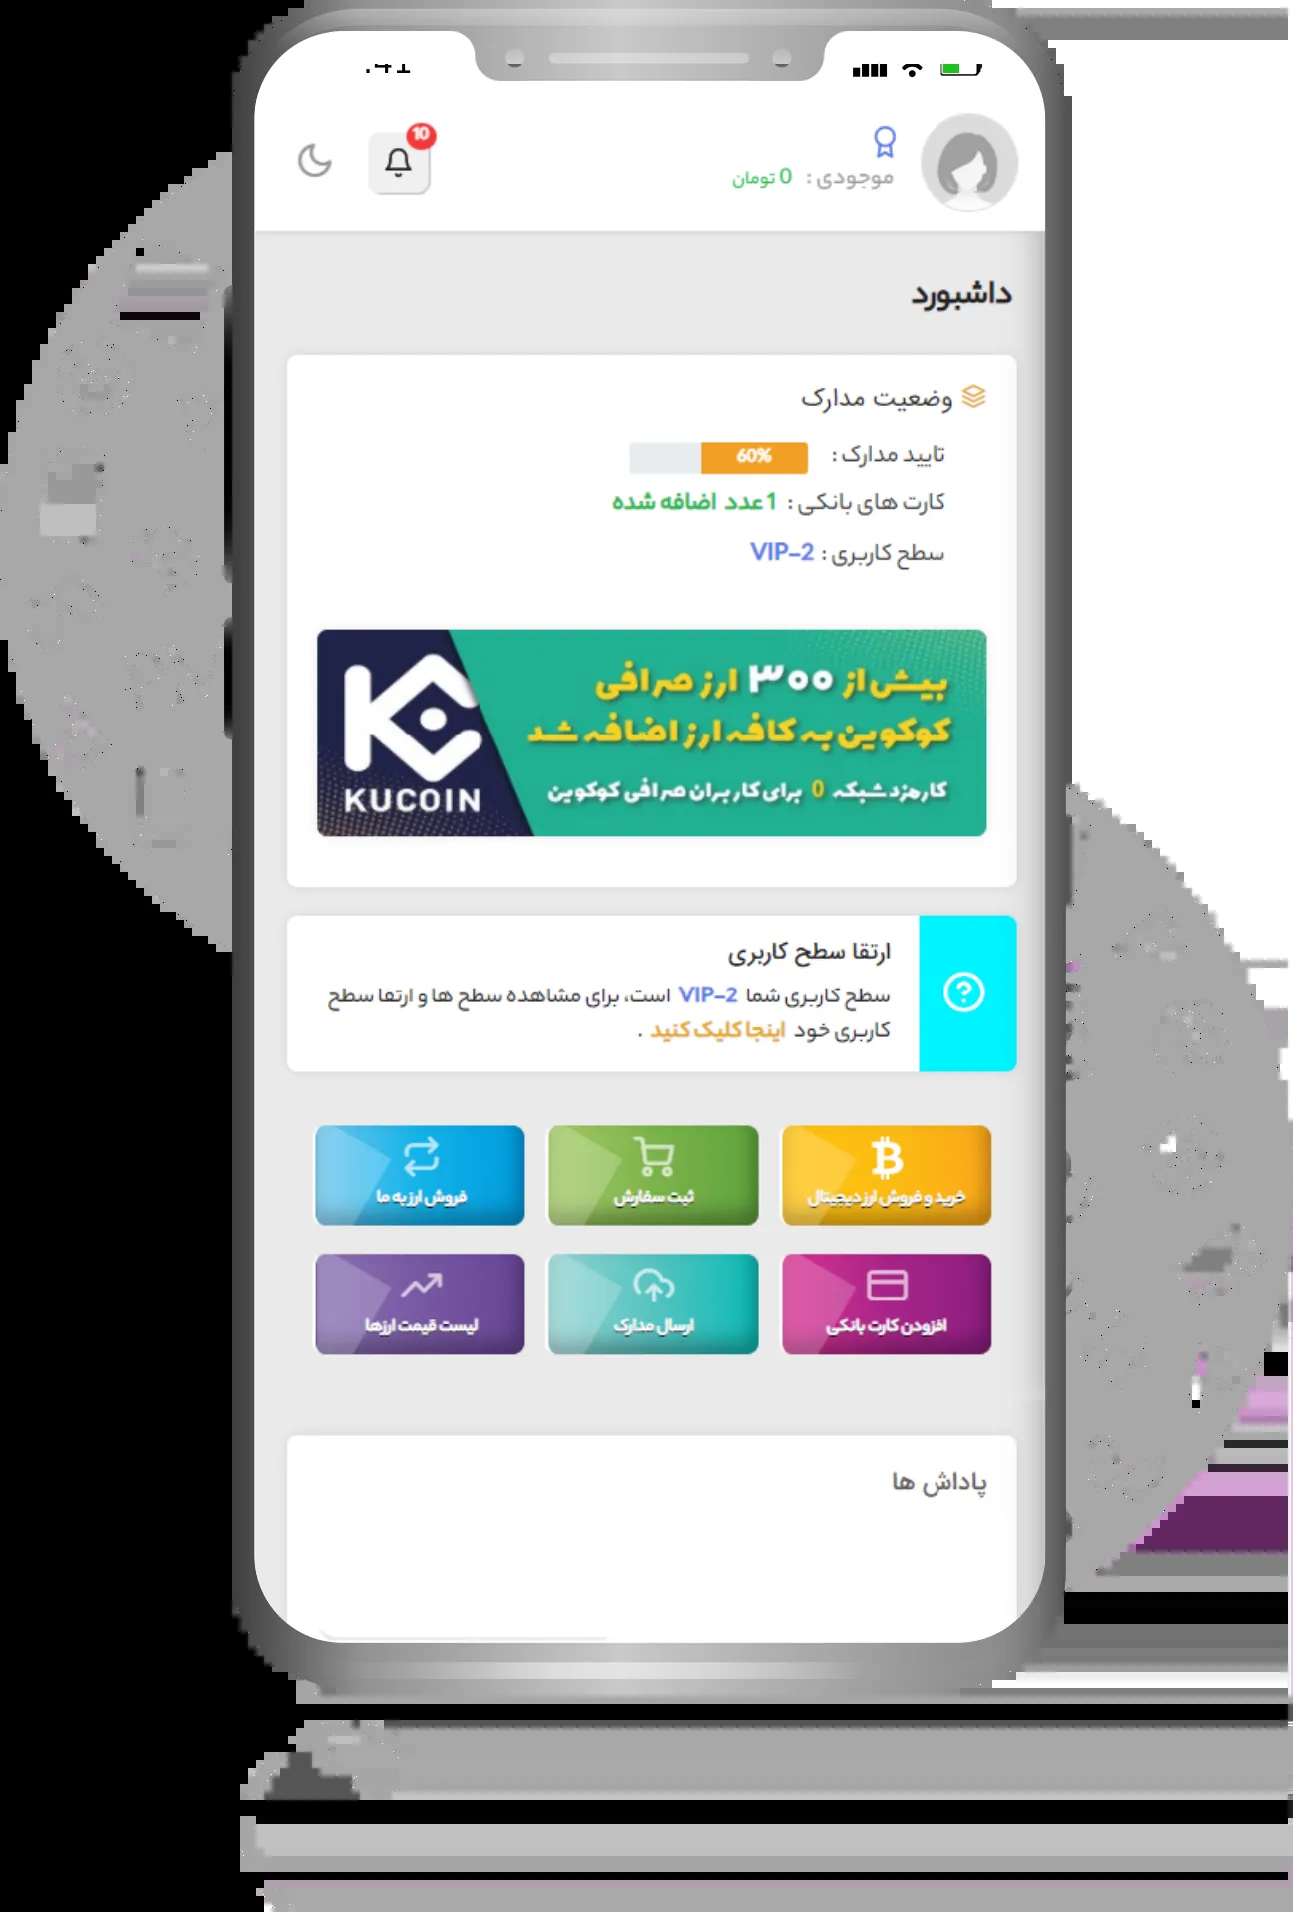 10
موجودی : 0 تومان
داشبورد
وضعیت مدارک
تایید مدارک : 60%
کارت های بانکی : 1 عدد اضافه شده
سطح کاربری : VIP-2
بیش از ۳۰۰ ارز صرافی
کوکوین به کافه ارز اضافه شد
کارمزد شبکه 0 برای کاربران صرافی کوکوین
KUCOIN
ارتقا سطح کاربری
سطح کاربری شما VIP-2 است، برای مشاهده سطح ها و ارتقا سطح
کاربری خود اینجا کلیک کنید .
خرید و فروش ارز دیجیتال
ثبت سفارش
فروش ارز به ما
افزودن کارت بانکی
ارسال مدارک
لیست قیمت ارزها
پاداش ها